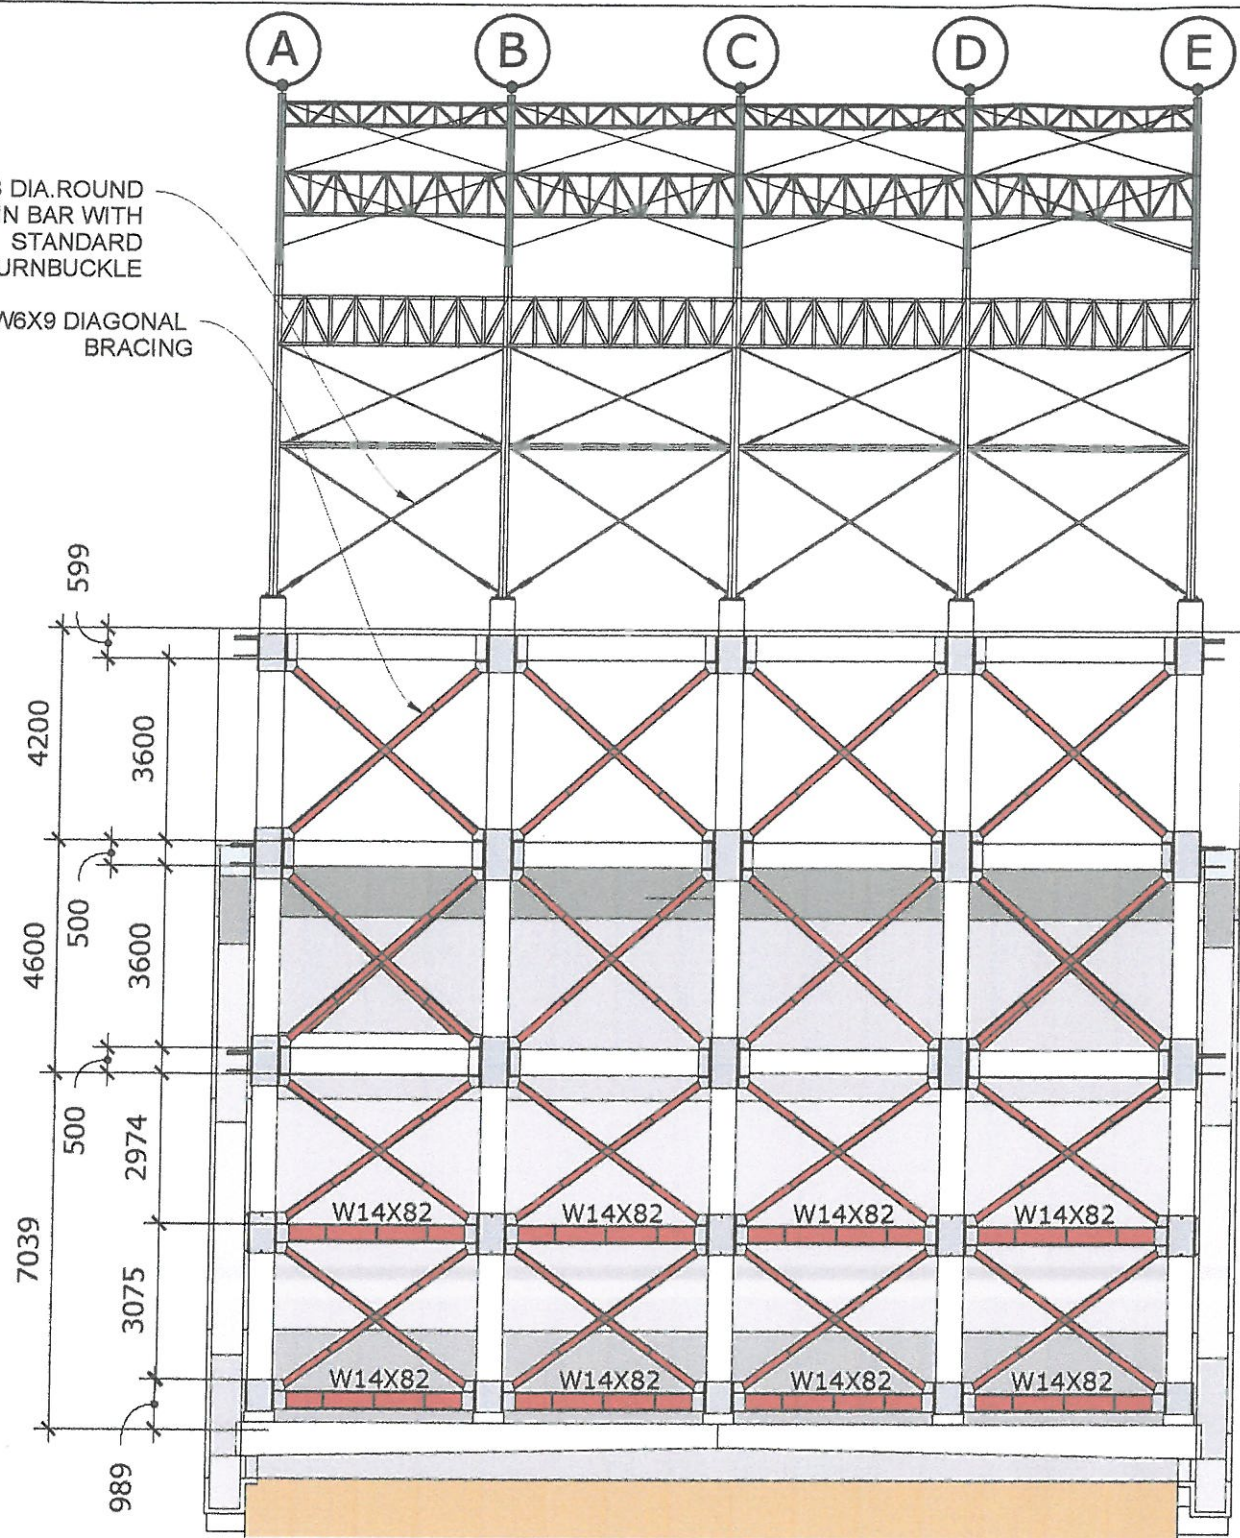 A B C D E
DIA.ROUND
BAR WITH
STANDARD
URNBUCKLE
W6X9 DIAGONAL
BRACING
599
4200
3600
500
4600
3600
500
2974
7039
3075
989
W14X82 W14X82 W14X82 W14X82
W14X82 W14X82 W14X82 W14X82